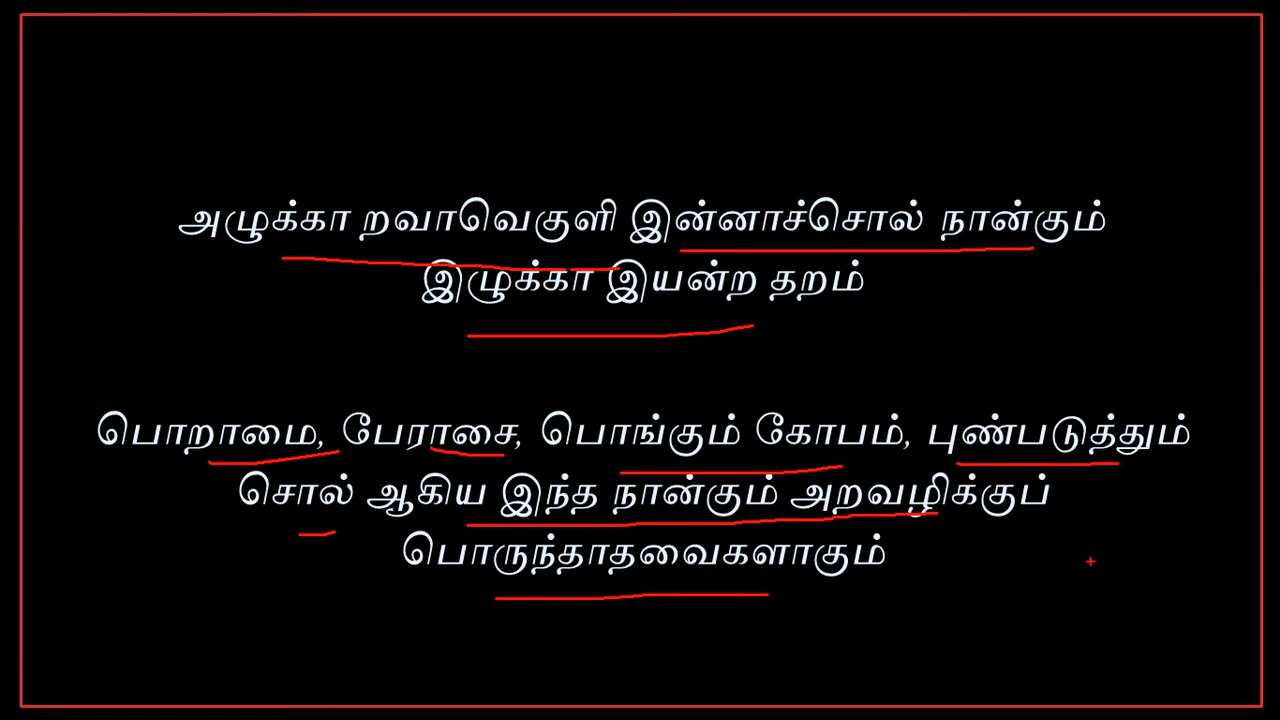 அழுக்கா றவாவெகுளி இன்னாச்சொல் நான்கும்
இழுக்கா இயன்ற தறம்
பொறாமை, பேராசை, பொங்கும் கோபம், புண்படுத்தும்
சொல் ஆகிய இந்த நான்கும் அறவழிக்குப்
பொருந்தாதவைகளாகும்